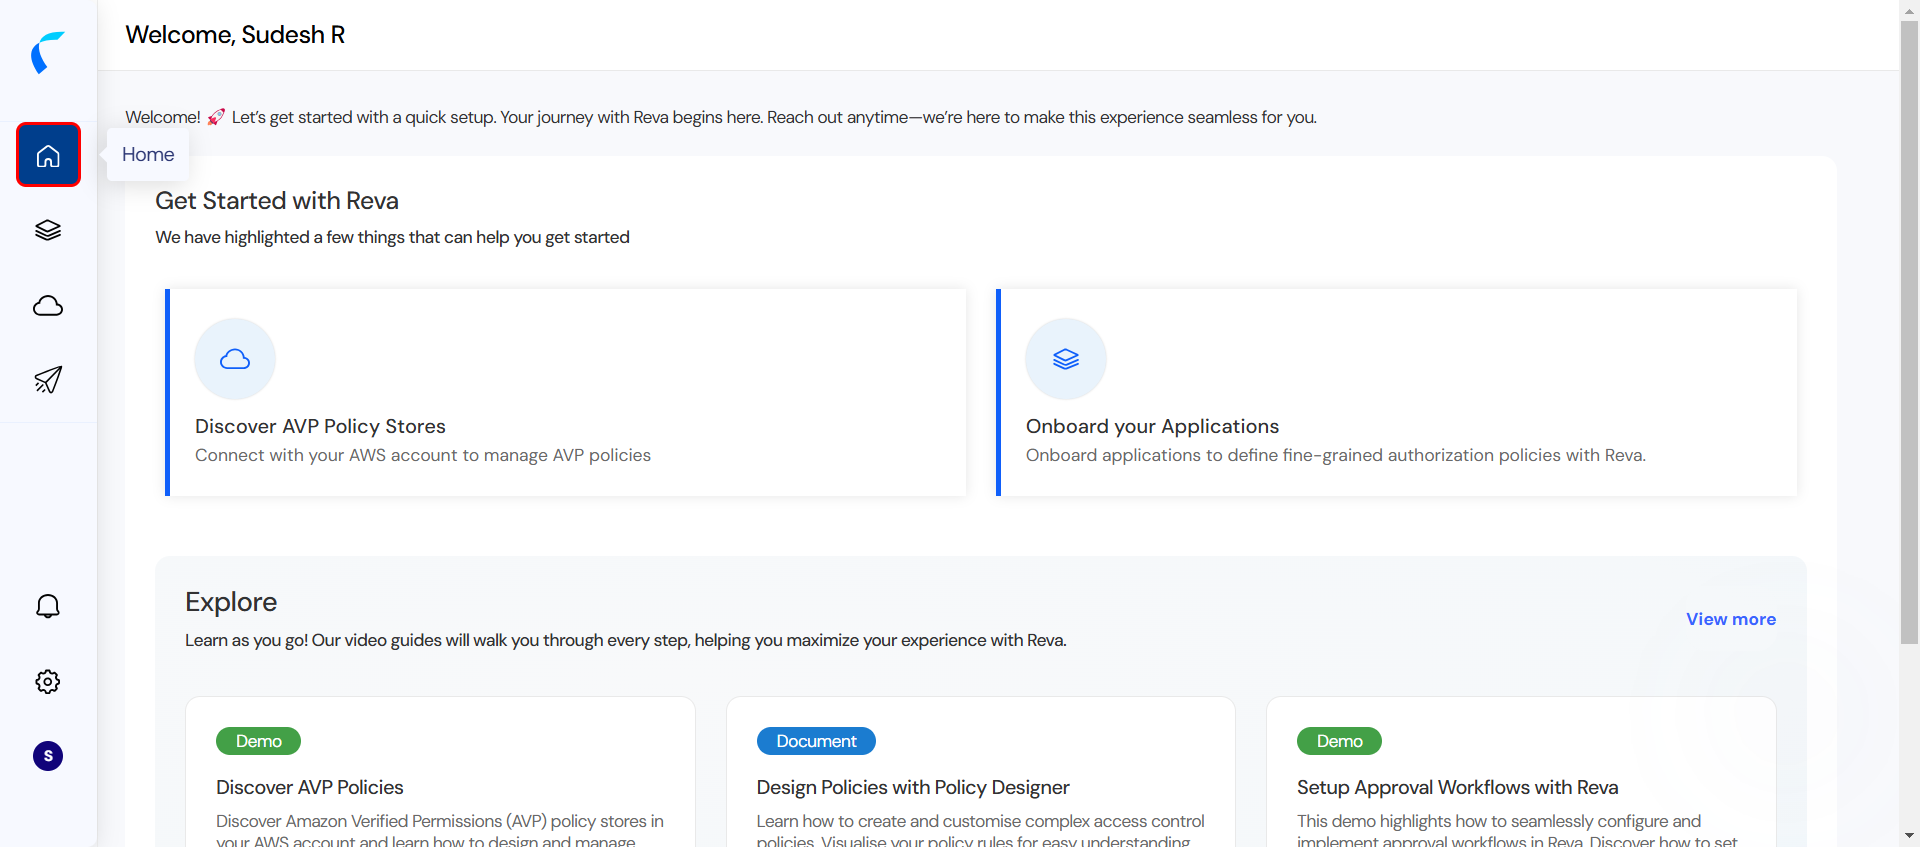 Welcome, Sudesh R
Welcome! 🚀 Let's get started with a quick setup. Your journey with Reva begins here. Reach out anytime—we're here to make this experience seamless for you.
Home
Get Started with Reva
We have highlighted a few things that can help you get started
Discover AVP Policy Stores
Connect with your AWS account to manage AVP policies
Onboard your Applications
Onboard applications to define fine-grained authorization policies with Reva.
Explore
View more
Learn as you go! Our video guides will walk you through every step, helping you maximize your experience with Reva.
Demo
Discover AVP Policies
Discover Amazon Verified Permissions (AVP) policy stores in
your AWS account and learn how to design and manage
Document
Design Policies with Policy Designer
Learn how to create and customise complex access control
policies. Visualise your policy rules for easy understanding
Demo
Setup Approval Workflows with Reva
This demo highlights how to seamlessly configure and
implement approval workflows in Reva. Discover how to set
S